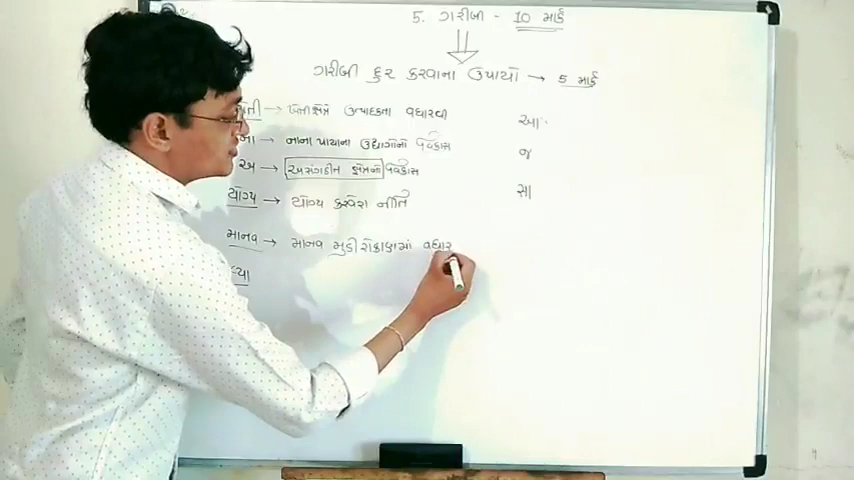 5. ગરીબી - 10 માર્ક
ગરીબી દુર કરવાના ઉપાયો → 5 માર્ક
ખેતી → ખેતીક્ષેત્રે ઉત્પાદકતા વધારવી
નાના → નાના પાયાના ઉદ્યોગોનો વિકાસ
અ → અસંગઠીત ક્ષેત્રનો વિકાસ
યોગ્ય → યોગ્ય કરવેરા નીતિ
માનવ → માનવ મુડીરોકાણમાં વધાર
આ
જ
સા